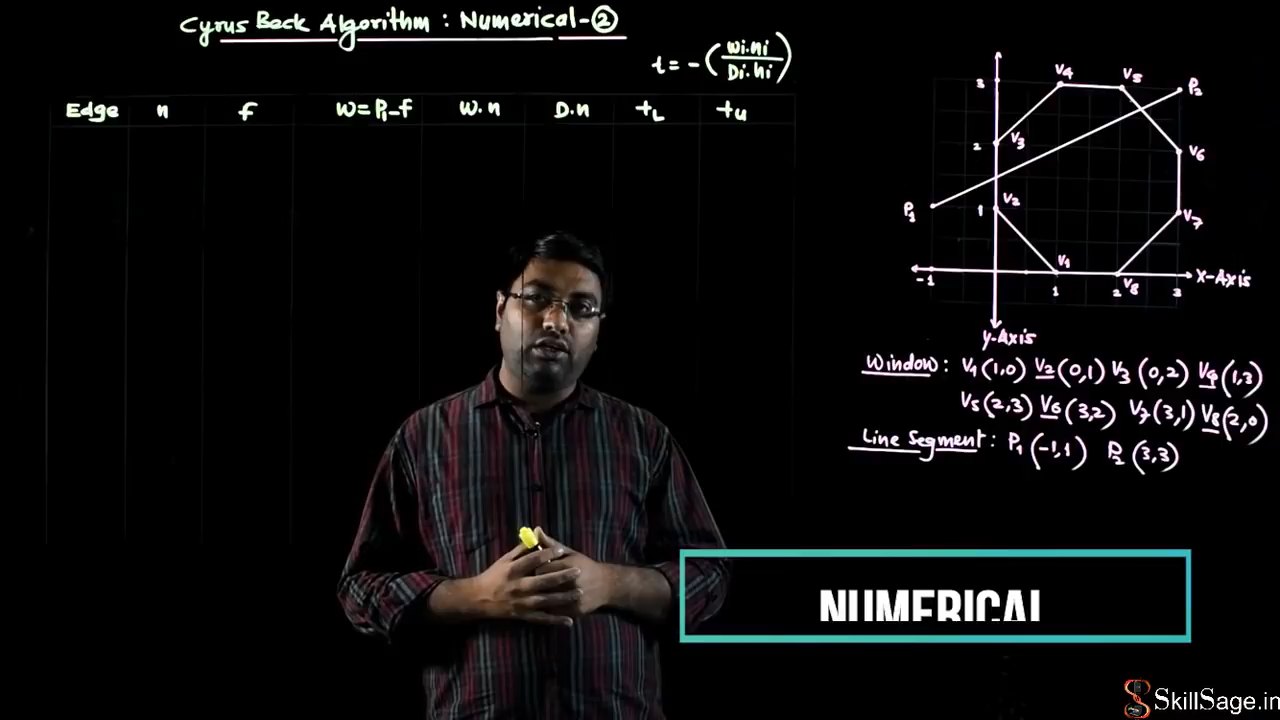 Cyrus Beck Algorithm : Numerical-②
t = - (wi.ni / Di.ni)
Edge n f w=P1-f W.n D.n tL tu
3 V4 V5 P2
2 V3 V6
P1 1 V2 V7
V1
-1 1 2 V8 3 X-Axis
Y-Axis
Window : V1(1,0) V2(0,1) V3(0,2) V4(1,3)
V5(2,3) V6(3,2) V7(3,1) V8(2,0)
Line Segment : P1(-1,1) P2(3,3)
NUMERICAL
SkillSage.in